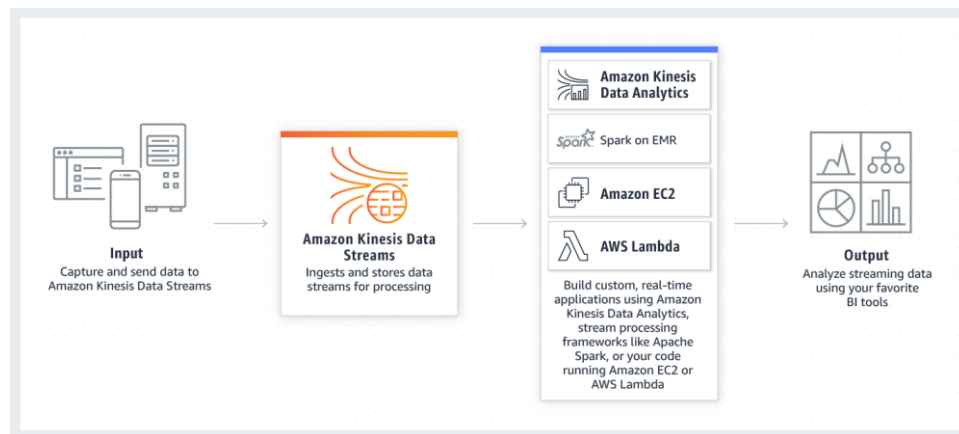 Input
Capture and send data to
Amazon Kinesis Data Streams
Amazon Kinesis Data
Streams
Ingests and stores data
streams for processing
Amazon Kinesis
Data Analytics
APACHE
Spark
Spark on EMR
Amazon EC2
AWS Lambda
Build custom, real-time
applications using Amazon
Kinesis Data Analytics,
stream processing
frameworks like Apache
Spark, or your code
running Amazon EC2 or
AWS Lambda
Output
Analyze streaming data
using your favorite
BI tools